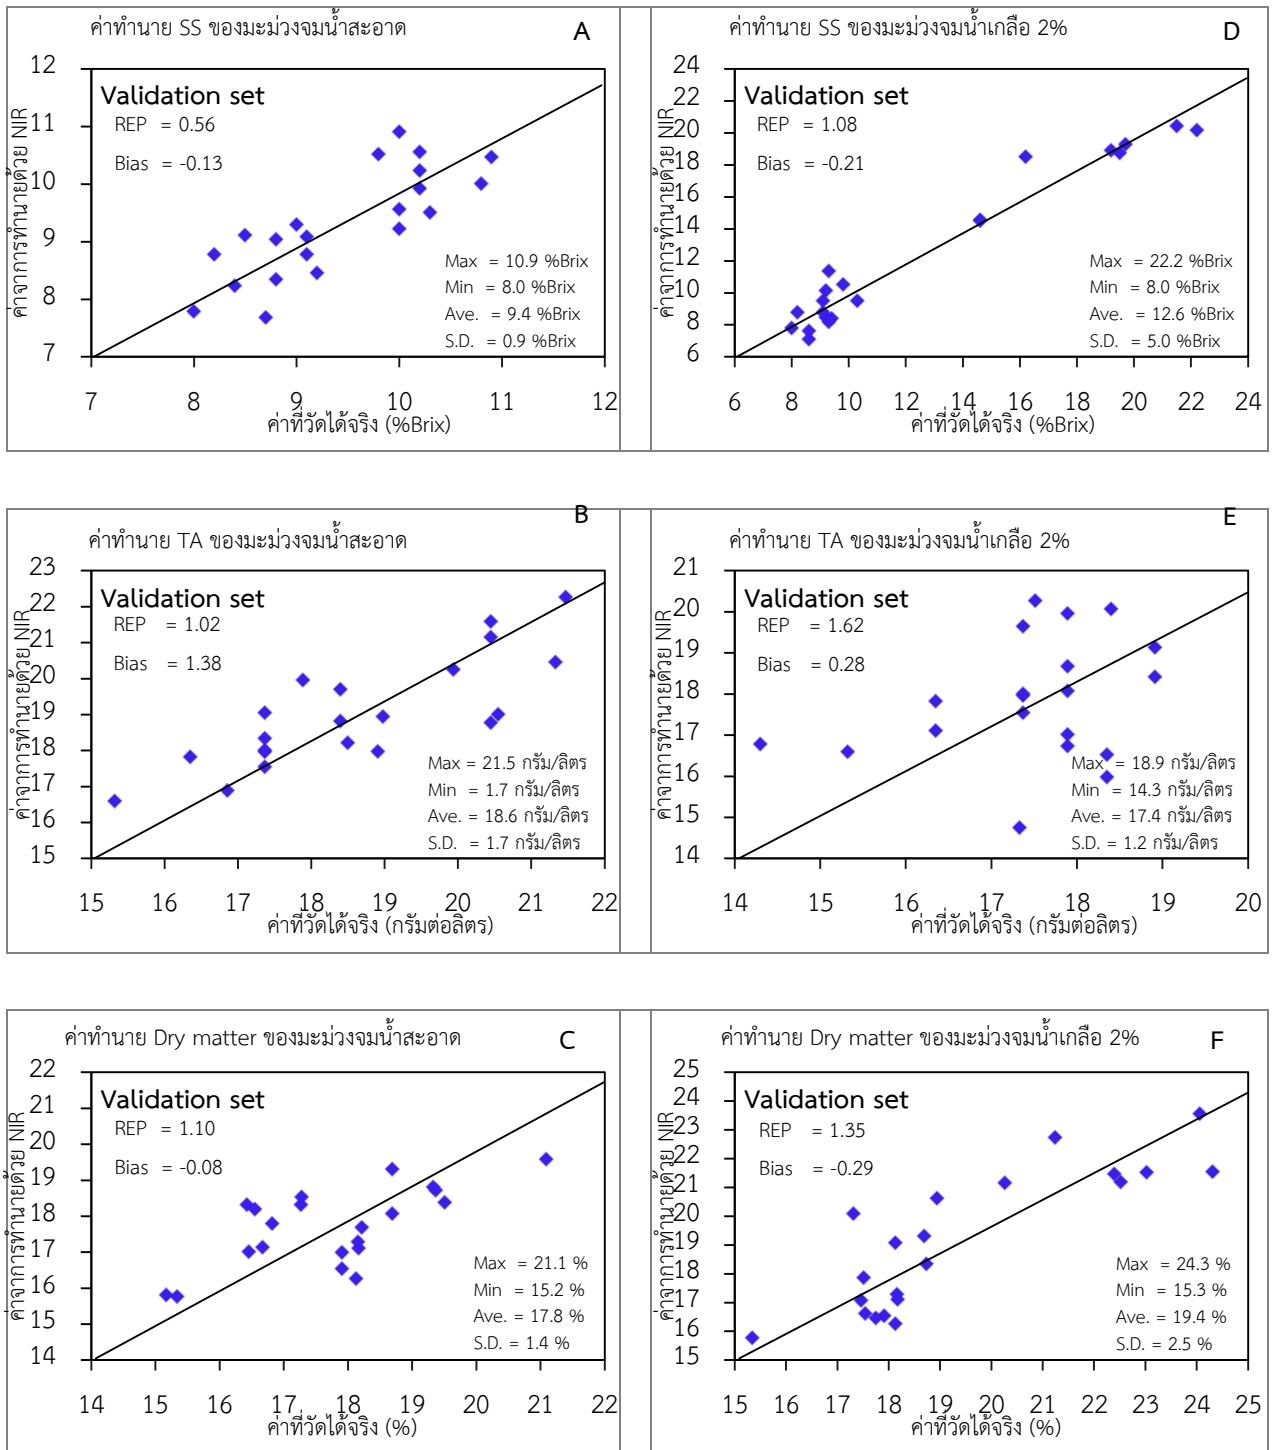 ค่าทำนาย SS ของมะม่วงจมน้ำสะอาด
A
Validation set
REP = 0.56
Bias = -0.13
Max = 10.9 %Brix
Min = 8.0 %Brix
Ave. = 9.4 %Brix
S.D. = 0.9 %Brix
12
11
10
9
8
7
7 8 9 10 11 12
ค่าจาการทำนายด้วย NIR
ค่าที่วัดได้จริง (%Brix)
ค่าทำนาย SS ของมะม่วงจมน้ำเกลือ 2%
D
Validation set
REP = 1.08
Bias = -0.21
Max = 22.2 %Brix
Min = 8.0 %Brix
Ave. = 12.6 %Brix
S.D. = 5.0 %Brix
24
22
20
18
16
14
12
10
8
6
6 8 10 12 14 16 18 20 22 24
ค่าจาการทำนายด้วย NIR
ค่าที่วัดได้จริง (%Brix)
ค่าทำนาย TA ของมะม่วงจมน้ำสะอาด
B
Validation set
REP = 1.02
Bias = 1.38
Max = 21.5 กรัม/ลิตร
Min = 1.7 กรัม/ลิตร
Ave. = 18.6 กรัม/ลิตร
S.D. = 1.7 กรัม/ลิตร
23
22
21
20
19
18
17
16
15
15 16 17 18 19 20 21 22
ค่าจาการทำนายด้วย NIR
ค่าที่วัดได้จริง (กรัมต่อลิตร)
ค่าทำนาย TA ของมะม่วงจมน้ำเกลือ 2%
E
Validation set
REP = 1.62
Bias = 0.28
Max = 18.9 กรัม/ลิตร
Min = 14.3 กรัม/ลิตร
Ave. = 17.4 กรัม/ลิตร
S.D. = 1.2 กรัม/ลิตร
21
20
19
18
17
16
15
14
14 15 16 17 18 19 20
ค่าจาการทำนายด้วย NIR
ค่าที่วัดได้จริง (กรัมต่อลิตร)
ค่าทำนาย Dry matter ของมะม่วงจมน้ำสะอาด
C
Validation set
REP = 1.10
Bias = -0.08
Max = 21.1 %
Min = 15.2 %
Ave. = 17.8 %
S.D. = 1.4 %
22
21
20
19
18
17
16
15
14
14 15 16 17 18 19 20 21 22
ค่าจาการทำนายด้วย NIR
ค่าที่วัดได้จริง (%)
ค่าทำนาย Dry matter ของมะม่วงจมน้ำเกลือ 2%
F
Validation set
REP = 1.35
Bias = -0.29
Max = 24.3 %
Min = 15.3 %
Ave. = 19.4 %
S.D. = 2.5 %
25
24
23
22
21
20
19
18
17
16
15
15 16 17 18 19 20 21 22 23 24 25
ค่าจาการทำนายด้วย NIR
ค่าที่วัดได้จริง (%)